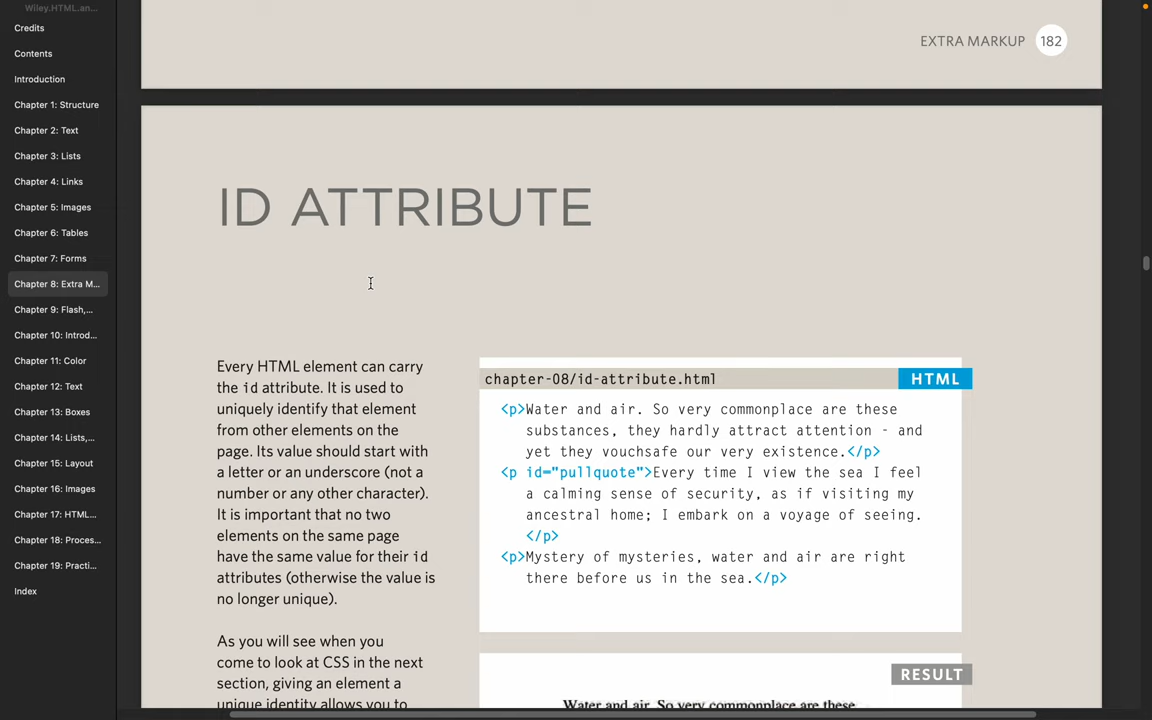 Wiley.HTML.an...
Credits
Contents
Introduction
Chapter 1: Structure
Chapter 2: Text
Chapter 3: Lists
Chapter 4: Links
Chapter 5: Images
Chapter 6: Tables
Chapter 7: Forms
Chapter 8: Extra M...
Chapter 9: Flash,...
Chapter 10: Introd...
Chapter 11: Color
Chapter 12: Text
Chapter 13: Boxes
Chapter 14: Lists,...
Chapter 15: Layout
Chapter 16: Images
Chapter 17: HTML...
Chapter 18: Proces...
Chapter 19: Practi...
Index
EXTRA MARKUP 182
ID ATTRIBUTE
Every HTML element can carry
the id attribute. It is used to
uniquely identify that element
from other elements on the
page. Its value should start with
a letter or an underscore (not a
number or any other character).
It is important that no two
elements on the same page
have the same value for their id
attributes (otherwise the value is
no longer unique).
As you will see when you
come to look at CSS in the next
section, giving an element a
unique identity allows you to
chapter-08/id-attribute.html
HTML
<p>Water and air. So very commonplace are these
substances, they hardly attract attention - and
yet they vouchsafe our very existence.</p>
<p id="pullquote">Every time I view the sea I feel
a calming sense of security, as if visiting my
ancestral home; I embark on a voyage of seeing.
</p>
<p>Mystery of mysteries, water and air are right
there before us in the sea.</p>
RESULT
Water and air. So very commonplace are these